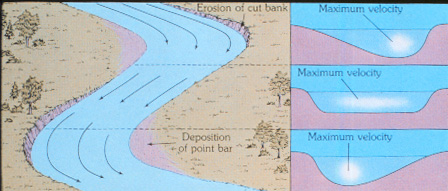 Erosion of cut bank
Maximum velocity
Maximum velocity
Deposition
of point bar
Maximum velocity